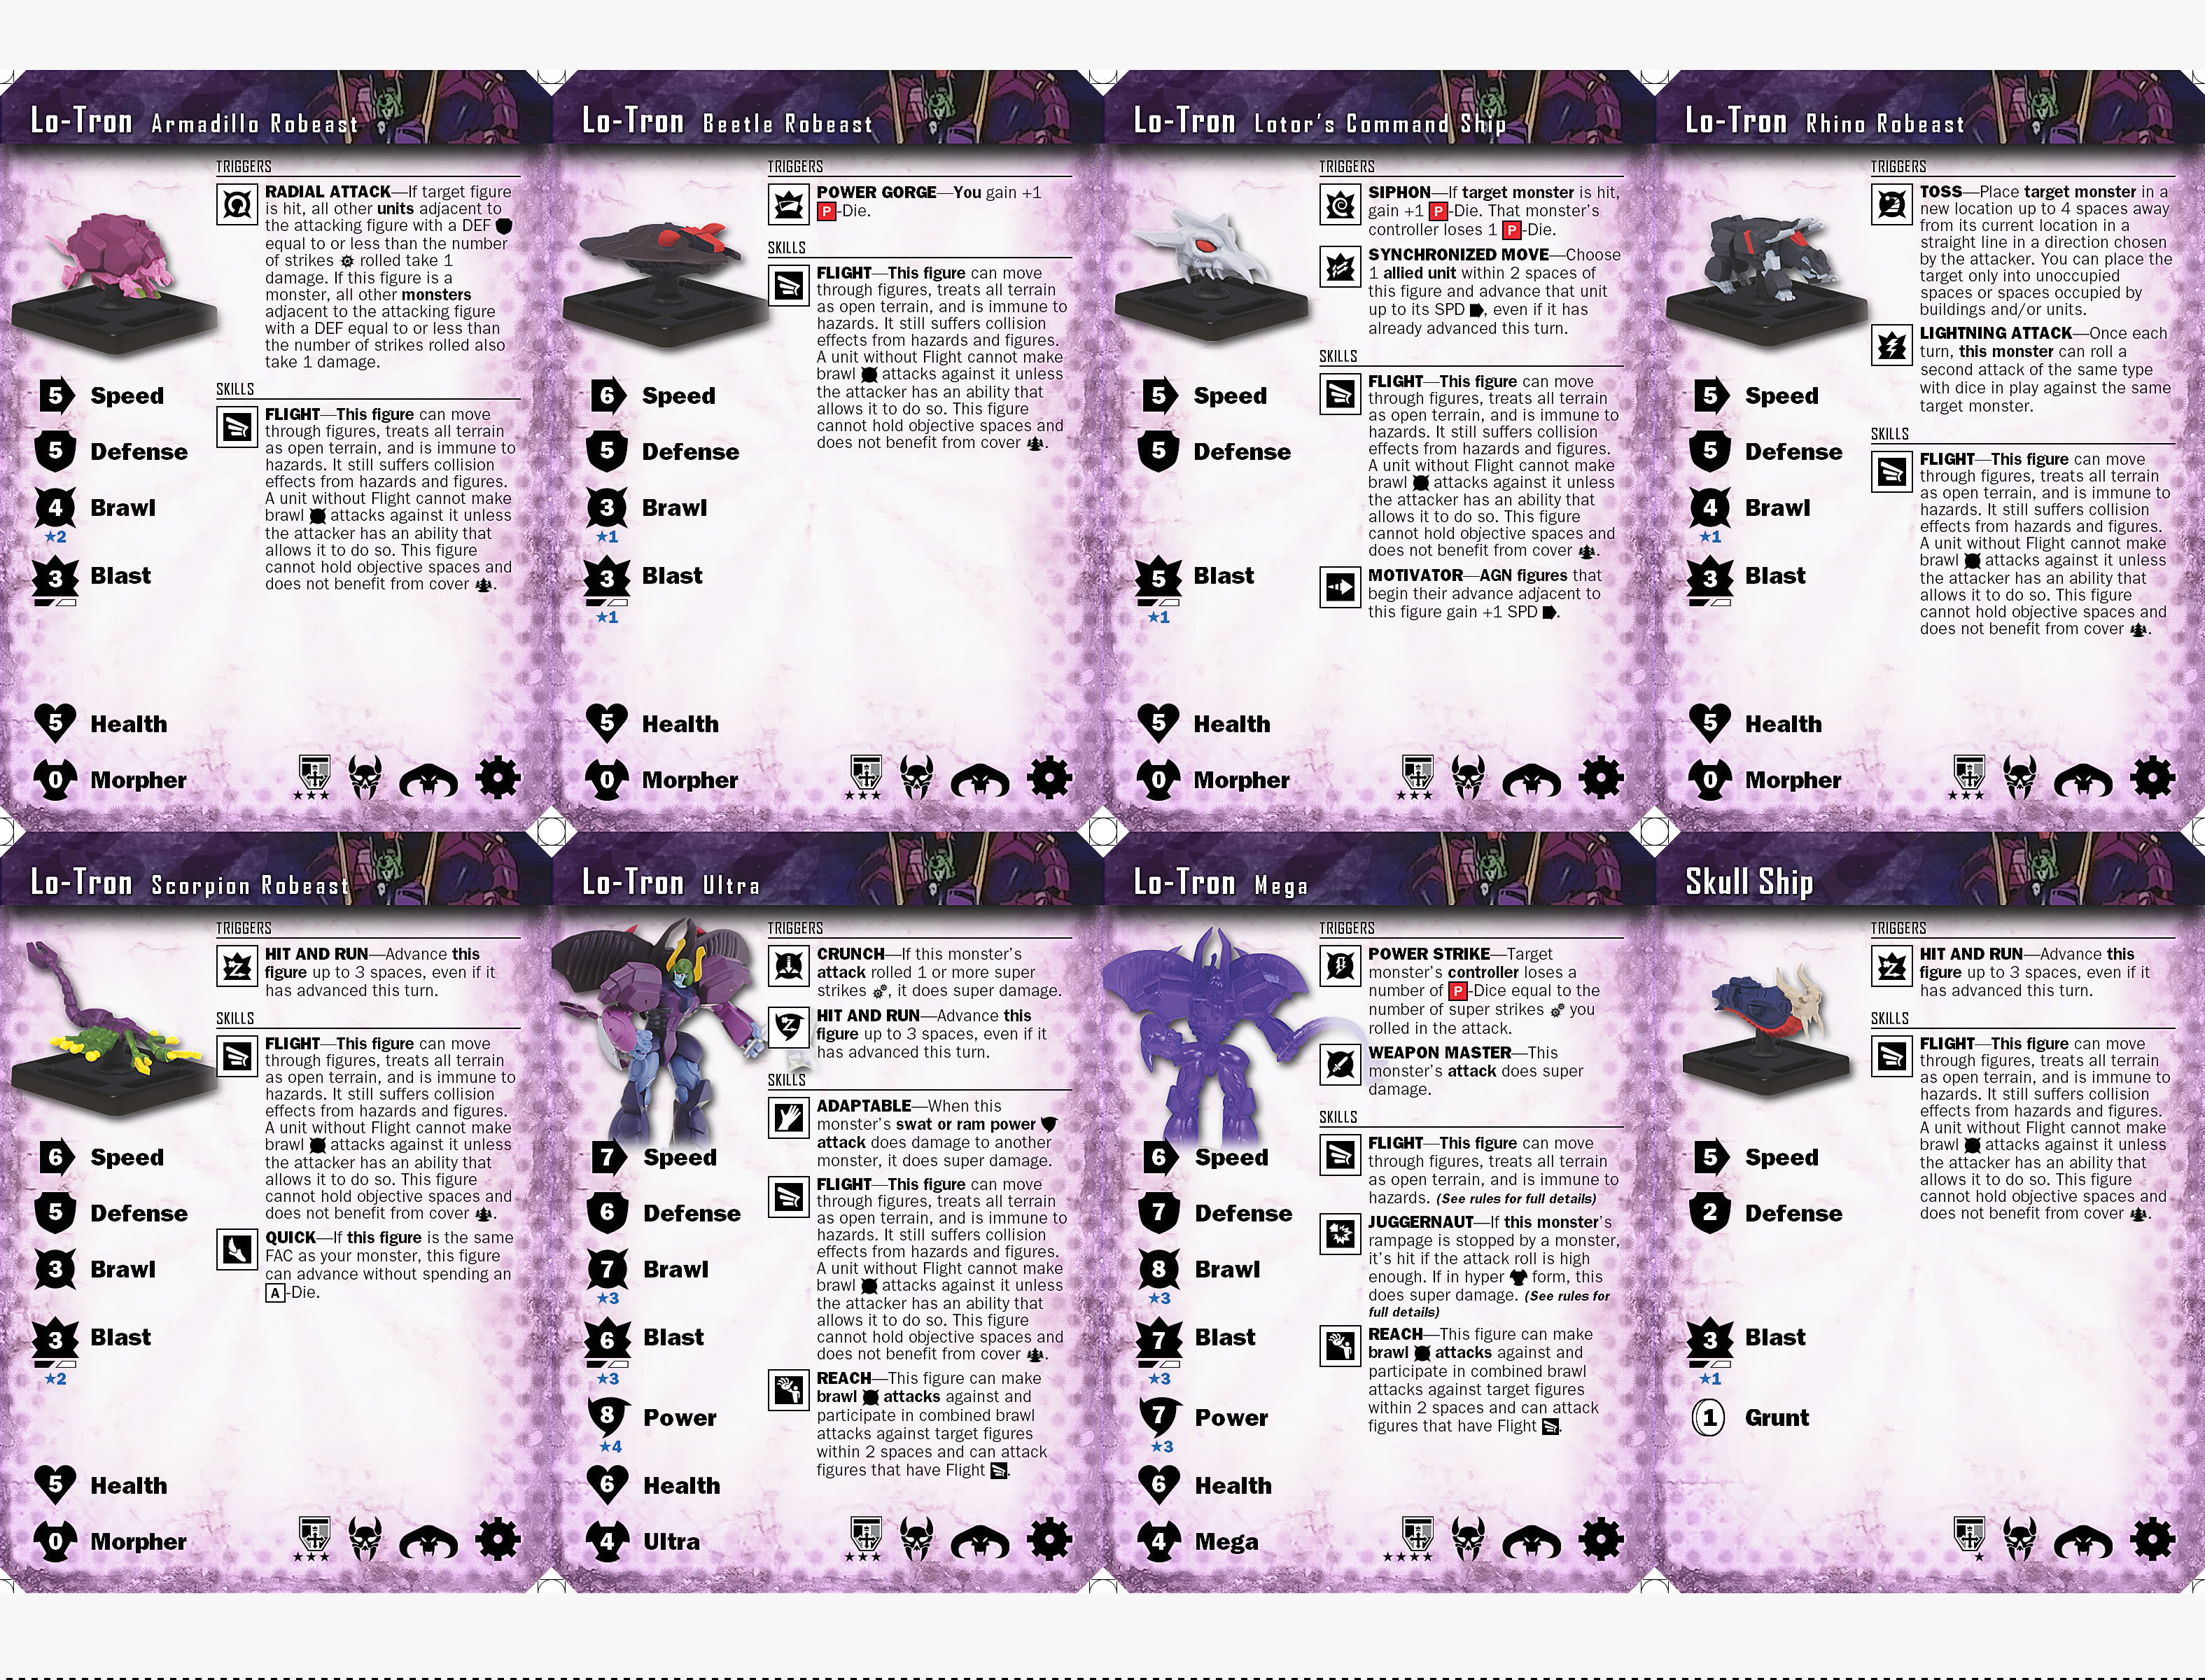 Lo-Tron Armadillo Robeast
TRIGGERS
RADIAL ATTACK—If target figure
is hit, all other units adjacent to
the attacking figure with a DEF
equal to or less than the number
of strikes rolled take 1
damage. If this figure is a
monster, all other monsters
adjacent to the attacking figure
with a DEF equal to or less than
the number of strikes rolled also
take 1 damage.
SKILLS
FLIGHT—This figure can move
through figures, treats all terrain
as open terrain, and is immune to
hazards. It still suffers collision
effects from hazards and figures.
A unit without Flight cannot make
brawl attacks against it unless
the attacker has an ability that
allows it to do so. This figure
cannot hold objective spaces and
does not benefit from cover .
5 Speed
5 Defense
4 Brawl
★2
3 Blast
5 Health
0 Morpher
★★★
Lo-Tron Beetle Robeast
TRIGGERS
POWER GORGE—You gain +1
P-Die.
SKILLS
FLIGHT—This figure can move
through figures, treats all terrain
as open terrain, and is immune to
hazards. It still suffers collision
effects from hazards and figures.
A unit without Flight cannot make
brawl attacks against it unless
the attacker has an ability that
allows it to do so. This figure
cannot hold objective spaces and
does not benefit from cover .
6 Speed
5 Defense
3 Brawl
★1
3 Blast
★1
5 Health
0 Morpher
★★★
Lo-Tron Lotor's Command Ship
TRIGGERS
SIPHON—If target monster is hit,
gain +1 P-Die. That monster's
controller loses 1 P-Die.
SYNCHRONIZED MOVE—Choose
1 allied unit within 2 spaces of
this figure and advance that unit
up to its SPD , even if it has
already advanced this turn.
SKILLS
FLIGHT—This figure can move
through figures, treats all terrain
as open terrain, and is immune to
hazards. It still suffers collision
effects from hazards and figures.
A unit without Flight cannot make
brawl attacks against it unless
the attacker has an ability that
allows it to do so. This figure
cannot hold objective spaces and
does not benefit from cover .
MOTIVATOR—AGN figures that
begin their advance adjacent to
this figure gain +1 SPD .
5 Speed
5 Defense
5 Blast
★1
5 Health
0 Morpher
★★★
Lo-Tron Rhino Robeast
TRIGGERS
TOSS—Place target monster in a
new location up to 4 spaces away
from its current location in a
straight line in a direction chosen
by the attacker. You can place the
target only into unoccupied
spaces or spaces occupied by
buildings and/or units.
LIGHTNING ATTACK—Once each
turn, this monster can roll a
second attack of the same type
with dice in play against the same
target monster.
SKILLS
FLIGHT—This figure can move
through figures, treats all terrain
as open terrain, and is immune to
hazards. It still suffers collision
effects from hazards and figures.
A unit without Flight cannot make
brawl attacks against it unless
the attacker has an ability that
allows it to do so. This figure
cannot hold objective spaces and
does not benefit from cover .
5 Speed
5 Defense
4 Brawl
★1
3 Blast
5 Health
0 Morpher
★★★
Lo-Tron Scorpion Robeast
TRIGGERS
HIT AND RUN—Advance this
figure up to 3 spaces, even if it
has advanced this turn.
SKILLS
FLIGHT—This figure can move
through figures, treats all terrain
as open terrain, and is immune to
hazards. It still suffers collision
effects from hazards and figures.
A unit without Flight cannot make
brawl attacks against it unless
the attacker has an ability that
allows it to do so. This figure
cannot hold objective spaces and
does not benefit from cover .
QUICK—If this figure is the same
FAC as your monster, this figure
can advance without spending an
A-Die.
6 Speed
5 Defense
3 Brawl
3 Blast
★2
5 Health
0 Morpher
★★★
Lo-Tron Ultra
TRIGGERS
CRUNCH—If this monster's
attack rolled 1 or more super
strikes , it does super damage.
HIT AND RUN—Advance this
figure up to 3 spaces, even if it
has advanced this turn.
SKILLS
ADAPTABLE—When this
monster's swat or ram power
attack does damage to another
monster, it does super damage.
FLIGHT—This figure can move
through figures, treats all terrain
as open terrain, and is immune to
hazards. It still suffers collision
effects from hazards and figures.
A unit without Flight cannot make
brawl attacks against it unless
the attacker has an ability that
allows it to do so. This figure
cannot hold objective spaces and
does not benefit from cover .
REACH—This figure can make
brawl attacks against and
participate in combined brawl
attacks against target figures
within 2 spaces and can attack
figures that have Flight .
7 Speed
6 Defense
7 Brawl
★3
6 Blast
★3
8 Power
★4
6 Health
4 Ultra
★★★
Lo-Tron Mega
TRIGGERS
POWER STRIKE—Target
monster's controller loses a
number of P-Dice equal to the
number of super strikes you
rolled in the attack.
WEAPON MASTER—This
monster's attack does super
damage.
SKILLS
FLIGHT—This figure can move
through figures, treats all terrain
as open terrain, and is immune to
hazards. (See rules for full details)
JUGGERNAUT—If this monster's
rampage is stopped by a monster,
it's hit if the attack roll is high
enough. If in hyper form, this
does super damage. (See rules for
full details)
REACH—This figure can make
brawl attacks against and
participate in combined brawl
attacks against target figures
within 2 spaces and can attack
figures that have Flight .
6 Speed
7 Defense
8 Brawl
★3
7 Blast
★3
7 Power
★3
6 Health
4 Mega
★★★★
Skull Ship
TRIGGERS
HIT AND RUN—Advance this
figure up to 3 spaces, even if it
has advanced this turn.
SKILLS
FLIGHT—This figure can move
through figures, treats all terrain
as open terrain, and is immune to
hazards. It still suffers collision
effects from hazards and figures.
A unit without Flight cannot make
brawl attacks against it unless
the attacker has an ability that
allows it to do so. This figure
cannot hold objective spaces and
does not benefit from cover .
5 Speed
2 Defense
3 Blast
★1
1 Grunt
★